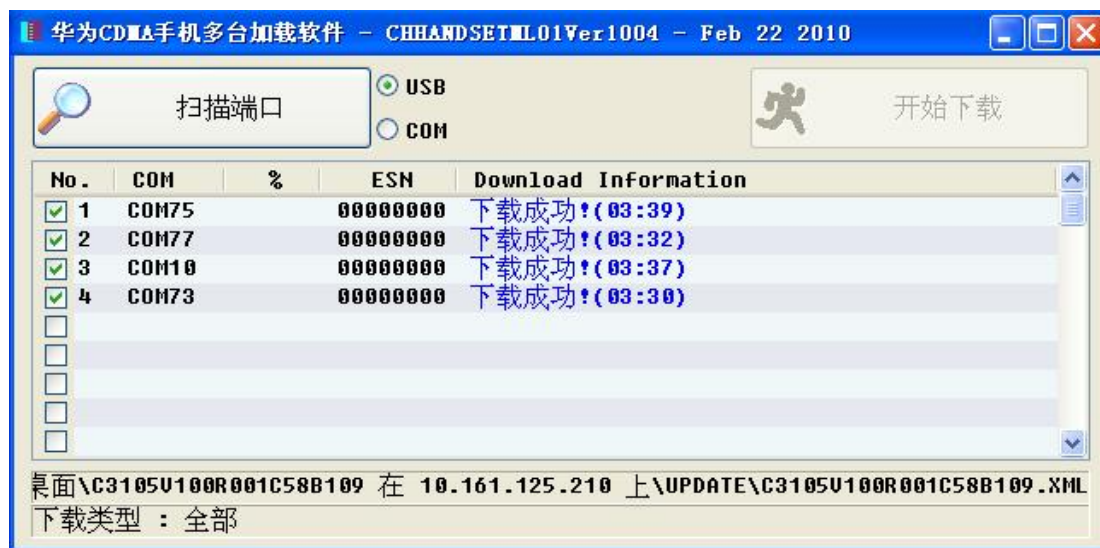 华为CDMA手机多台加载软件 - CHHANDSETML01Ver1004 - Feb 22 2010
扫描端口
USB
COM
开始下载
No. COM % ESN Download Information
1 COM75 00000000 下载成功!(03:39)
2 COM77 00000000 下载成功!(03:32)
3 COM10 00000000 下载成功!(03:37)
4 COM73 00000000 下载成功!(03:30)
桌面\C3105V100R001C58B109 在 10.161.125.210 上\UPDATE\C3105V100R001C58B109.XML
下载类型 : 全部